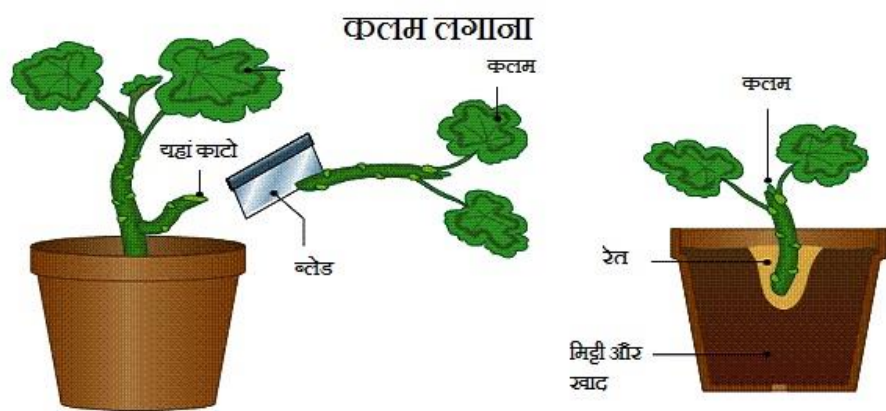 कलम लगाना
कलम
कलम
यहां काटो
ब्लेड
रेत
मिट्टी और
खाद